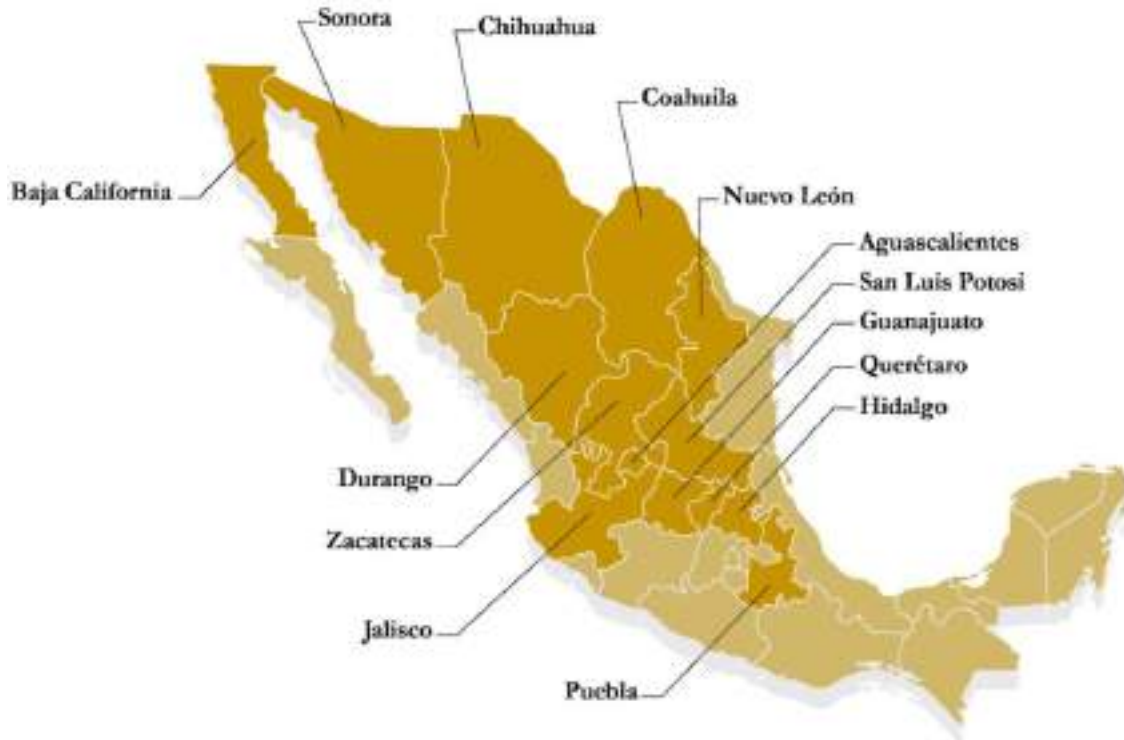 Sonora
Chihuahua
Coahuila
Baja California
Nuevo León
Aguascalientes
San Luis Potosi
Guanajuato
Querétaro
Hidalgo
Durango
Zacatecas
Jalisco
Puebla